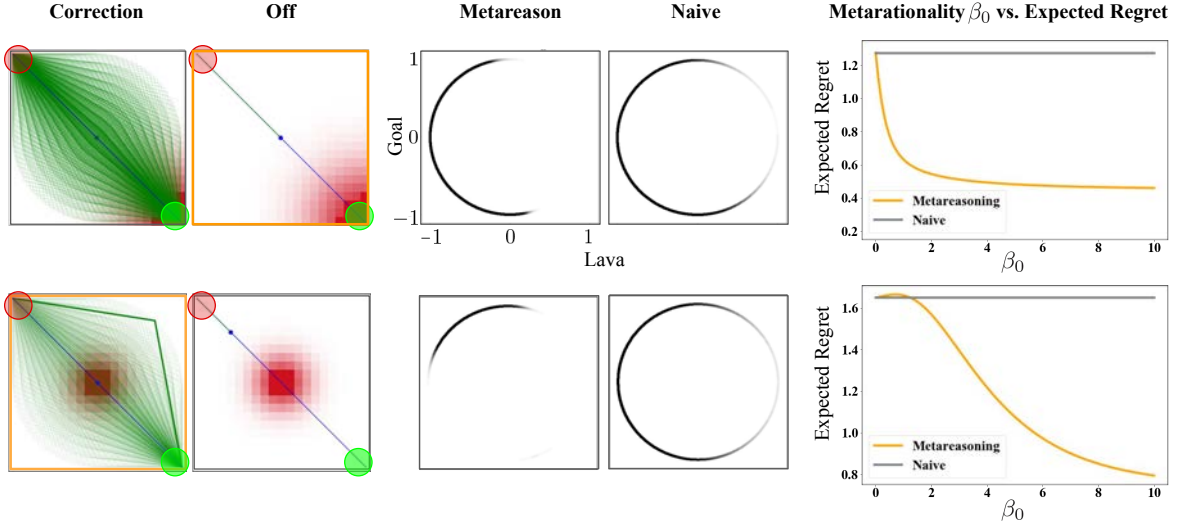 Correction Off Metareason Naive Metarationality β₀ vs. Expected Regret
Goal
1
0
−1
−1 0 1
Lava
Expected Regret
1.2
1.0
0.8
0.6
0.4
0.2
Metareasoning
Naive
0 2 4 6 8 10
β₀
Expected Regret
1.6
1.4
1.2
1.0
0.8
Metareasoning
Naive
0 2 4 6 8 10
β₀